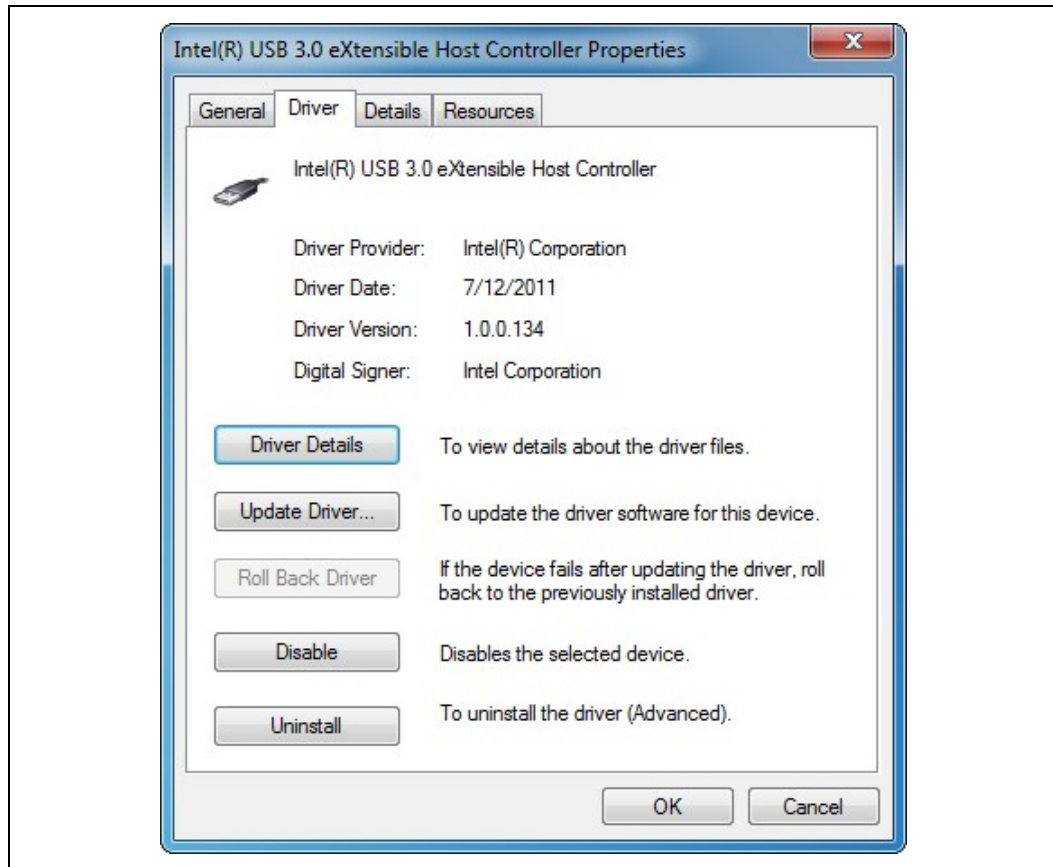 Intel(R) USB 3.0 eXtensible Host Controller Properties
General Driver Details Resources
Intel(R) USB 3.0 eXtensible Host Controller
Driver Provider: Intel(R) Corporation
Driver Date: 7/12/2011
Driver Version: 1.0.0.134
Digital Signer: Intel Corporation
Driver Details To view details about the driver files.
Update Driver... To update the driver software for this device.
Roll Back Driver If the device fails after updating the driver, roll
back to the previously installed driver.
Disable Disables the selected device.
Uninstall To uninstall the driver (Advanced).
OK Cancel